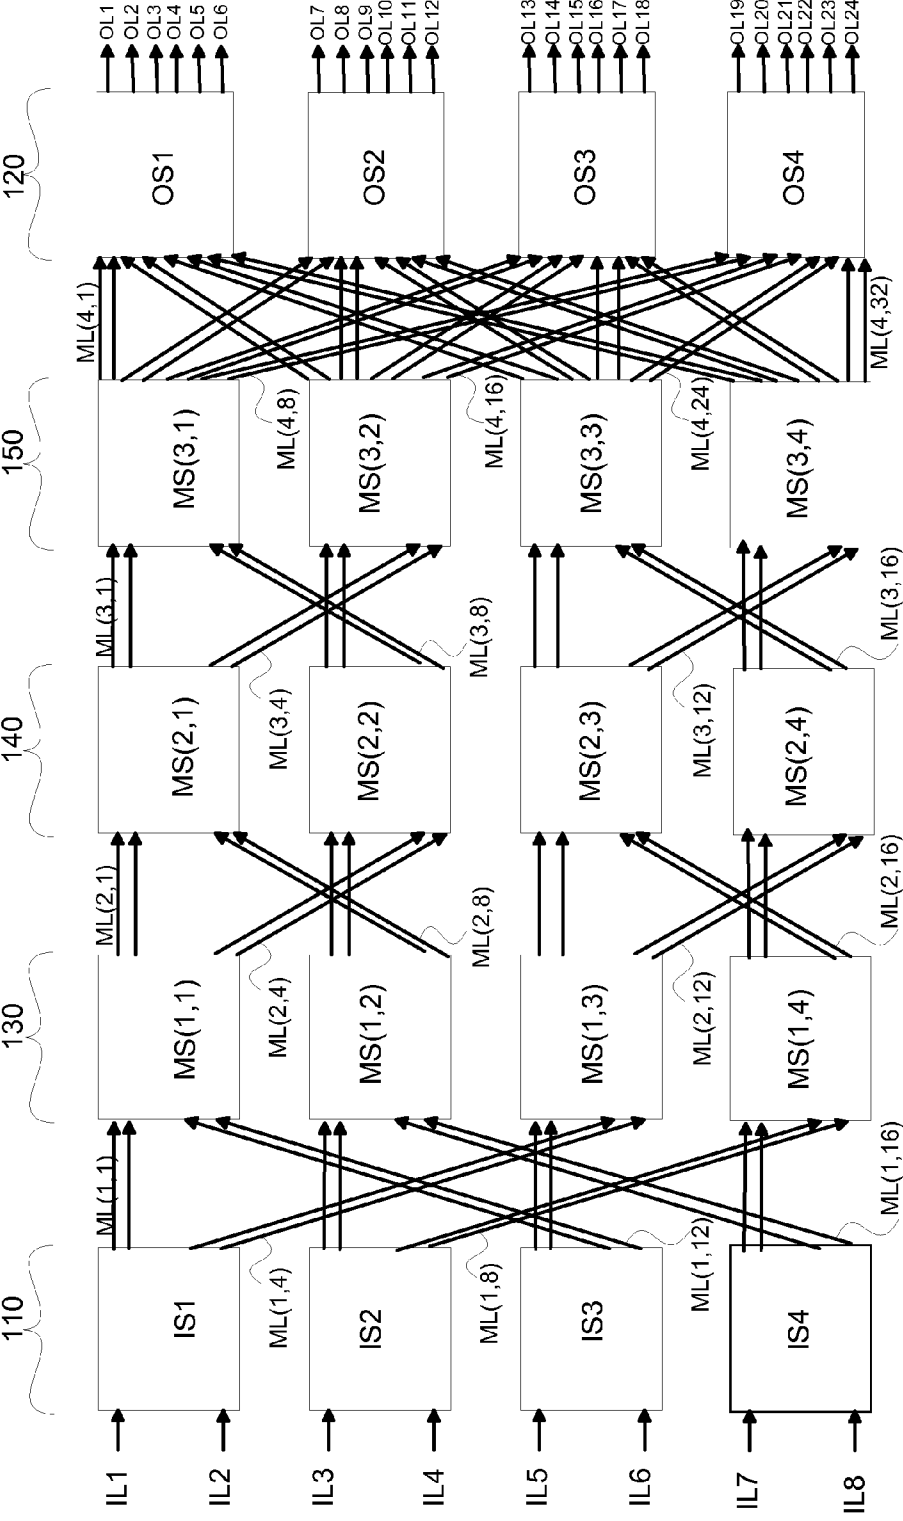 110
130
140
150
120
IL1
IL2
IL3
IL4
IL5
IL6
IL7
IL8
IS1
IS2
IS3
IS4
ML(1,1)
ML(1,4)
ML(1,8)
ML(1,12)
ML(1,16)
MS(1,1)
MS(1,2)
MS(1,3)
MS(1,4)
ML(2,1)
ML(2,4)
ML(2,8)
ML(2,12)
ML(2,16)
MS(2,1)
MS(2,2)
MS(2,3)
MS(2,4)
ML(3,1)
ML(3,4)
ML(3,8)
ML(3,12)
ML(3,16)
MS(3,1)
MS(3,2)
MS(3,3)
MS(3,4)
ML(4,1)
ML(4,8)
ML(4,16)
ML(4,24)
ML(4,32)
OS1
OS2
OS3
OS4
OL1
OL2
OL3
OL4
OL5
OL6
OL7
OL8
OL9
OL10
OL11
OL12
OL13
OL14
OL15
OL16
OL17
OL18
OL19
OL20
OL21
OL22
OL23
OL24